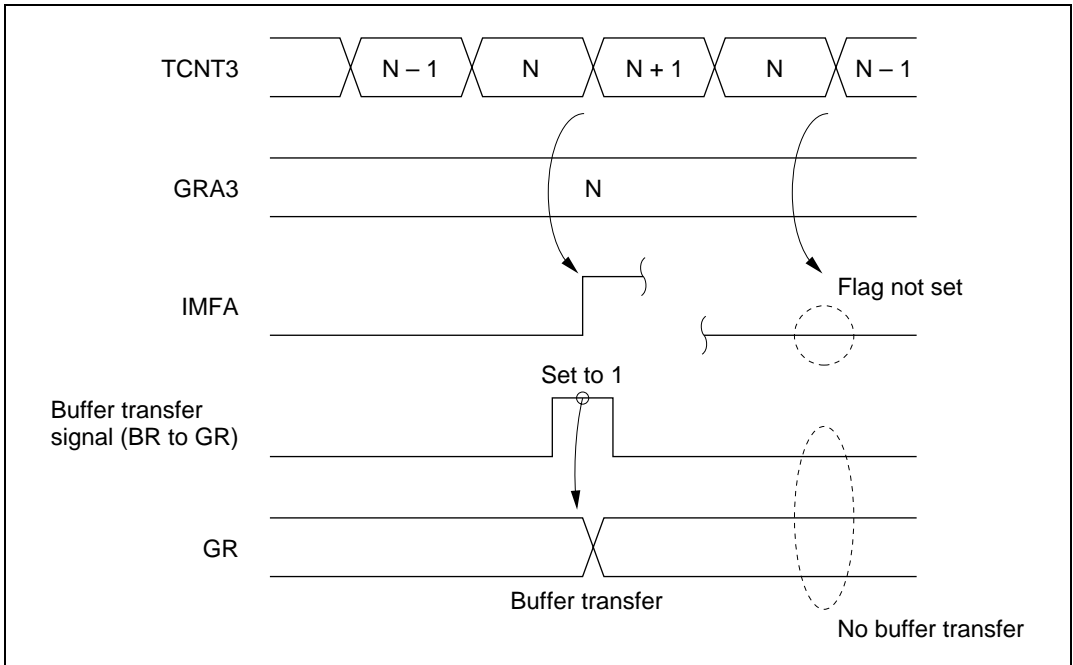 TCNT3 N – 1 N N + 1 N N – 1
GRA3 N
Flag not set
IMFA
Set to 1
Buffer transfer
signal (BR to GR)
GR
Buffer transfer
No buffer transfer